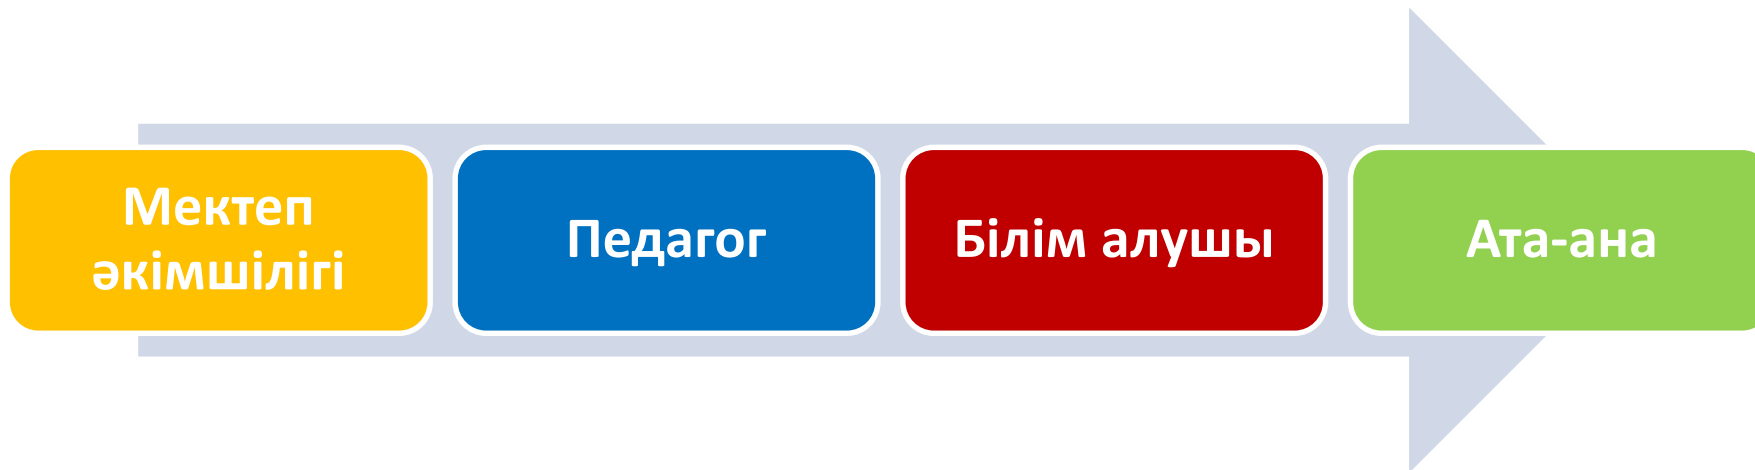 Мектеп
әкімшілігі
Педагог
Білім алушы
Ата-ана